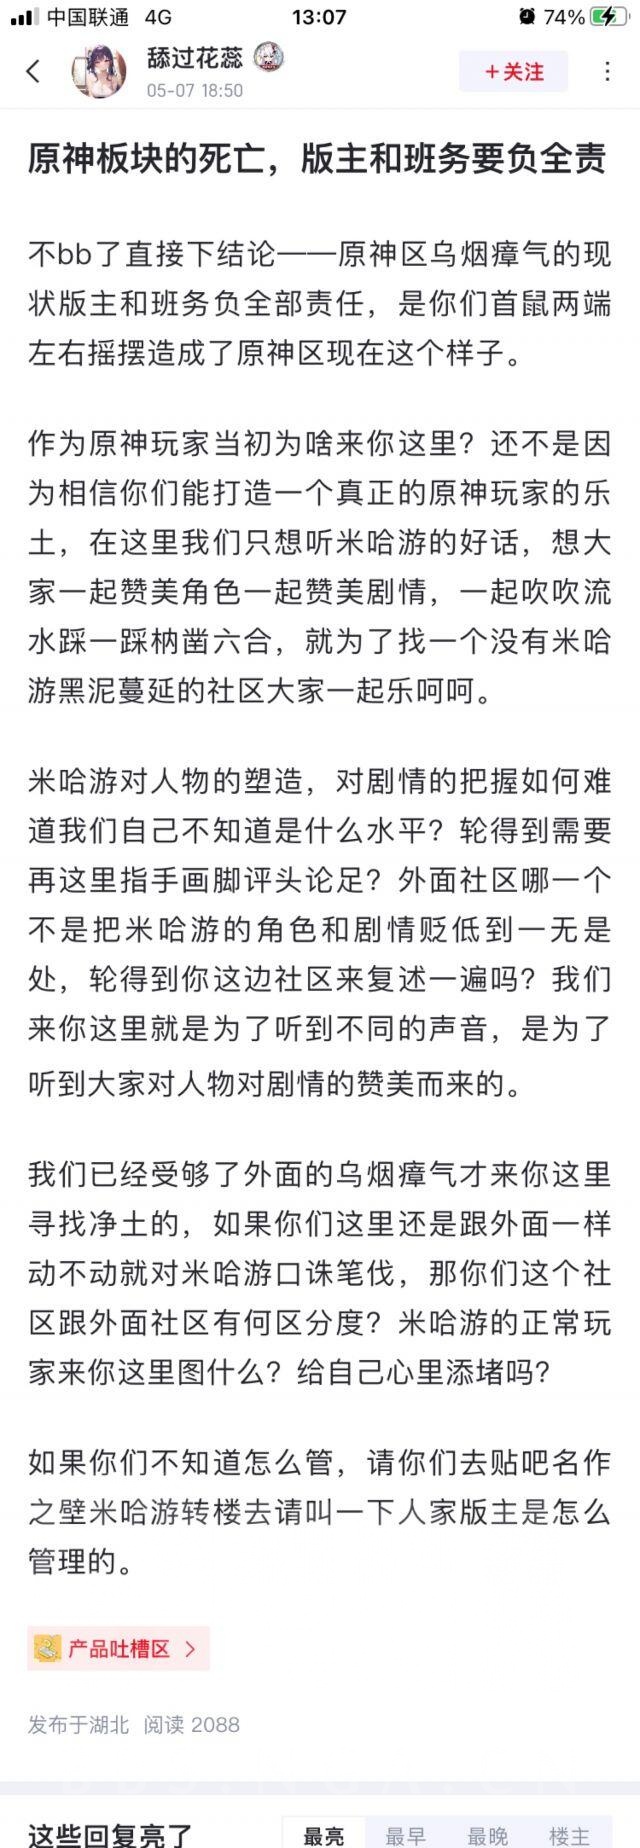 中国联通 4G 13:07 74%
舔过花蕊
05-07 18:50
+关注
原神板块的死亡，版主和班务要负全责
不bb了直接下结论——原神区乌烟瘴气的现
状版主和班务负全部责任，是你们首鼠两端
左右摇摆造成了原神区现在这个样子。
作为原神玩家当初为啥来你这里？还不是因
为相信你们能打造一个真正的原神玩家的乐
土，在这里我们只想听米哈游的好话，想大
家一起赞美角色一起赞美剧情，一起吹吹流
水踩一踩枘凿六合，就为了找一个没有米哈
游黑泥蔓延的社区大家一起乐呵呵。
米哈游对人物的塑造，对剧情的把握如何难
道我们自己不知道是什么水平？轮得到需要
再这里指手画脚评头论足？外面社区哪一个
不是把米哈游的角色和剧情贬低到一无是
处，轮得到你这边社区来复述一遍吗？我们
来你这里就是为了听到不同的声音，是为了
听到大家对人物对剧情的赞美而来的。
我们已经受够了外面的乌烟瘴气才来你这里
寻找净土的，如果你们这里还是跟外面一样
动不动就对米哈游口诛笔伐，那你们这个社
区跟外面社区有何区分度？米哈游的正常玩
家来你这里图什么？给自己心里添堵吗？
如果你们不知道怎么管，请你们去贴吧名作
之壁米哈游转楼去请叫一下人家版主是怎么
管理的。
产品吐槽区
发布于湖北 阅读 2088
这些回复亮了 最亮 最早 最晚 楼主